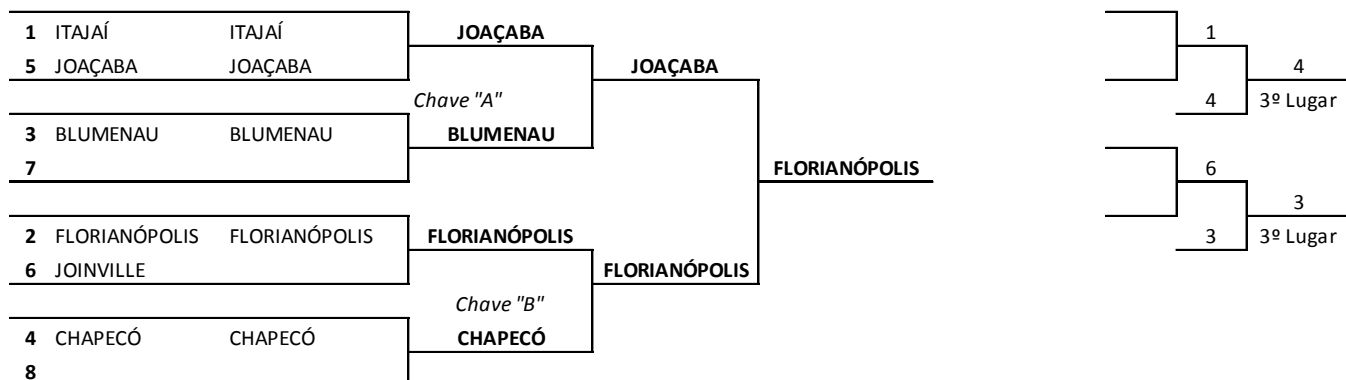 1 ITAJAÍ ITAJAÍ JOAÇABA 1
5 JOAÇABA JOAÇABA JOAÇABA 4
Chave "A" 4 3º Lugar
3 BLUMENAU BLUMENAU BLUMENAU
7 FLORIANÓPOLIS 6
3
2 FLORIANÓPOLIS FLORIANÓPOLIS FLORIANÓPOLIS 3 3º Lugar
6 JOINVILLE FLORIANÓPOLIS
Chave "B"
4 CHAPECÓ CHAPECÓ CHAPECÓ
8